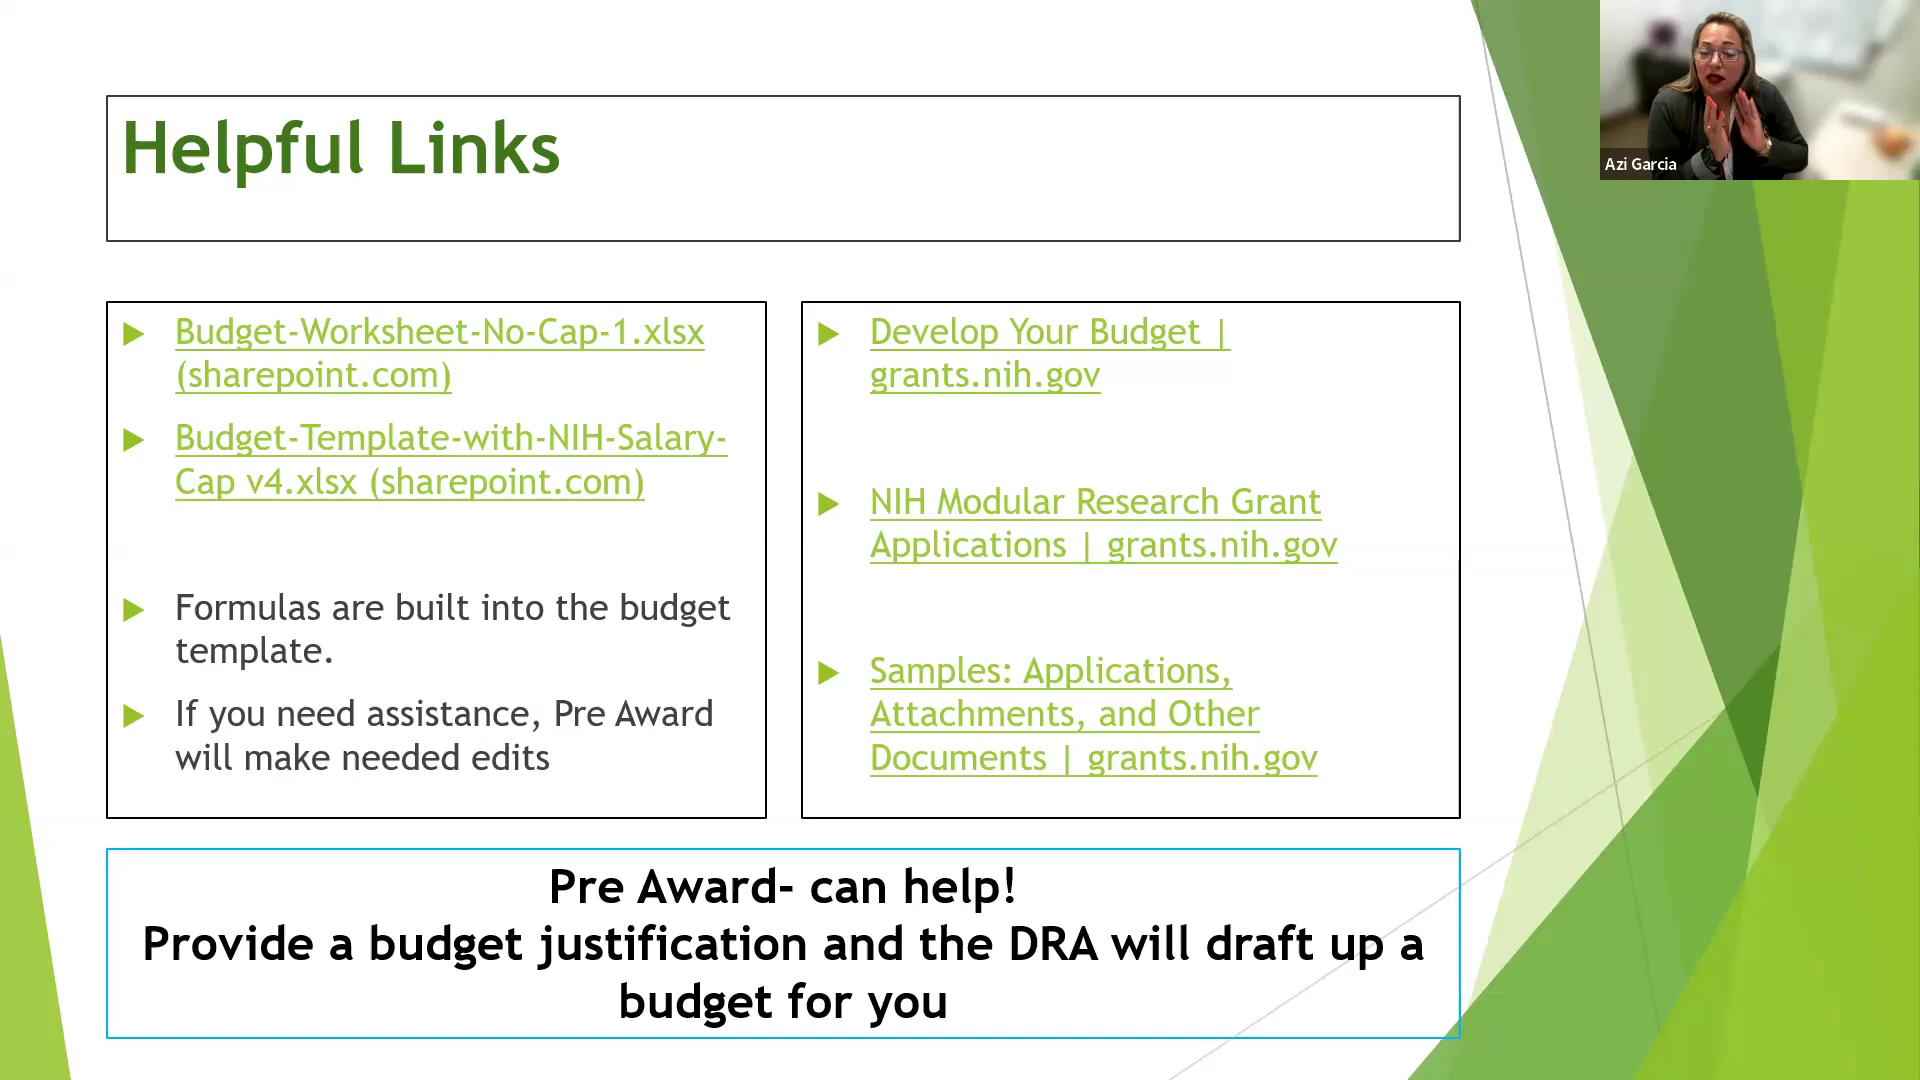 Helpful Links
Azi Garcia
Budget-Worksheet-No-Cap-1.xlsx
(sharepoint.com)
Budget-Template-with-NIH-Salary-
Cap v4.xlsx (sharepoint.com)
Formulas are built into the budget
template.
If you need assistance, Pre Award
will make needed edits
Develop Your Budget |
grants.nih.gov
NIH Modular Research Grant
Applications | grants.nih.gov
Samples: Applications,
Attachments, and Other
Documents | grants.nih.gov
Pre Award- can help!
Provide a budget justification and the DRA will draft up a
budget for you